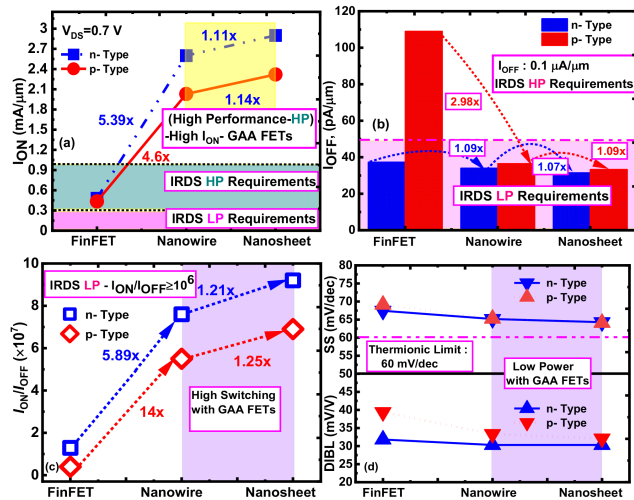 (a)
V_DS=0.7 V
n- Type
p- Type
1.11x
5.39x
1.14x
4.6x
(High Performance-HP)
-High I_ON- GAA FETs
IRDS HP Requirements
IRDS LP Requirements
I_ON (mA/μm)
3.3
3.0
2.7
2.4
2.1
1.8
1.5
1.2
0.9
0.6
0.3
0.0
FinFET
Nanowire
Nanosheet
(b)
n- Type
p- Type
I_OFF : 0.1 μA/μm
IRDS HP Requirements
2.98x
1.09x
1.07x
1.09x
IRDS LP Requirements
I_OFF- (pA/μm)
120
100
80
60
40
20
0
FinFET
Nanowire
Nanosheet
(c)
IRDS LP - I_ON/I_OFF≥10^6
n- Type
p- Type
1.21x
5.89x
1.25x
14x
High Switching
with GAA FETs
I_ON/I_OFF (×10^7)
10
8
6
4
2
0
FinFET
Nanowire
Nanosheet
(d)
n- Type
p- Type
Thermionic Limit :
60 mV/dec
Low Power
with GAA FETs
n- Type
p- Type
SS (mV/dec)
80
75
70
65
60
55
50
DIBL (mV/V)
50
45
40
35
30
25
20
FinFET
Nanowire
Nanosheet